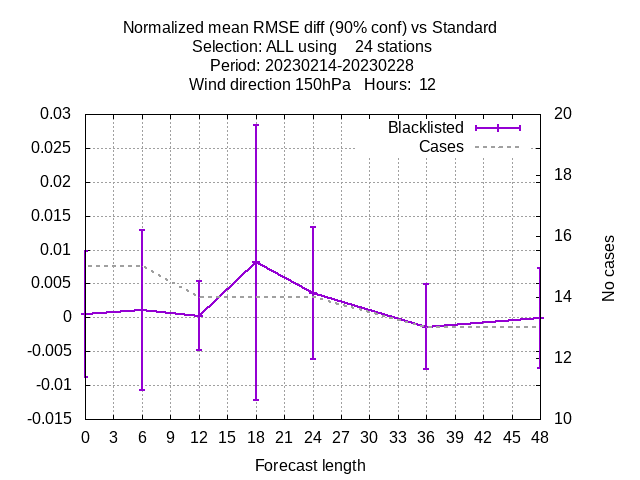 Normalized mean RMSE diff (90% conf) vs Standard
Selection: ALL using    24 stations
Period: 20230214-20230228
Wind direction 150hPa   Hours:  12
0.03
0.025
0.02
0.015
0.01
0.005
0
-0.005
-0.01
-0.015
Blacklisted
Cases
20
18
16
14
12
10
No cases
0 3 6 9 12 15 18 21 24 27 30 33 36 39 42 45 48
Forecast length